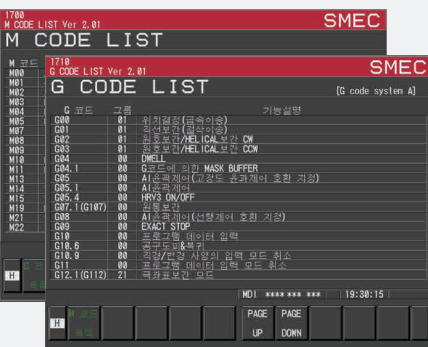 1700
M CODE LIST Ver 2.01
SMEC
M CODE LIST
M 코드
M00
M01
M02
M03
M04
M05
M07
M08
M09
M10
M11
M13
M14
M15
M19
M21
M22
H
1710
G CODE LIST Ver 2.01
SMEC
G CODE LIST
[G code system A]
G 코드 그룹 기능설명
G00 01 위치결정(급속이송)
G01 01 직선보간(절삭이송)
G02 01 원호보간/HELICAL보간 CW
G03 01 원호보간/HELICAL보간 CCW
G04 00 DWELL
G04.1 00 G코드에 의한 MASK BUFFER
G05 00 AI윤곽제어(고정도 윤곽제어 호환 지정)
G05.1 00 AI윤곽제어
G05.4 00 HRV3 ON/OFF
G07.1(G107) 00 원통보간
G08 00 AI윤곽제어(선행제어 호환 지정)
G09 00 EXACT STOP
G10 00 프로그램 데이터 입력
G10.6 00 공구도피&복귀
G10.9 00 직경/반경 사양의 입력 모드 취소
G11 00 프로그램 데이터 입력 모드 취소
G12.1(G112) 21 극좌표보간 모드
MDI **** *** *** 19:30:15
H
M 코드
PAGE UP
PAGE DOWN